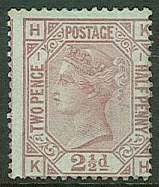 H K
POSTAGE
TWO PENCE
HALF PENNY
K H
2½d